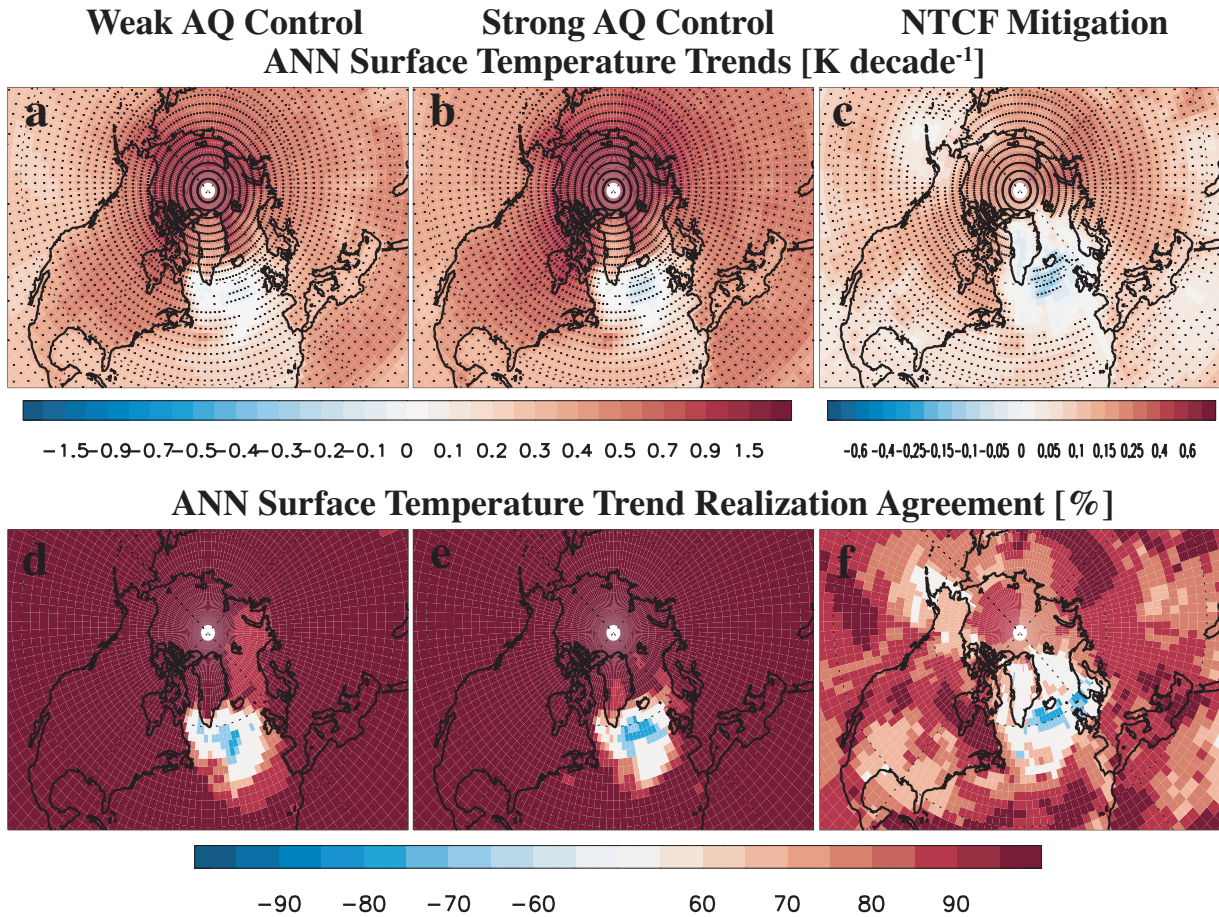 Weak AQ Control Strong AQ Control NTCF Mitigation
ANN Surface Temperature Trends [K decade-1]
a b c
-1.5-0.9-0.7-0.5-0.4-0.3-0.2-0.1 0 0.1 0.2 0.3 0.4 0.5 0.7 0.9 1.5
-0.6 -0.4-0.25-0.15-0.1-0.05 0 0.05 0.1 0.15 0.25 0.4 0.6
ANN Surface Temperature Trend Realization Agreement [%]
d e f
-90 -80 -70 -60 60 70 80 90